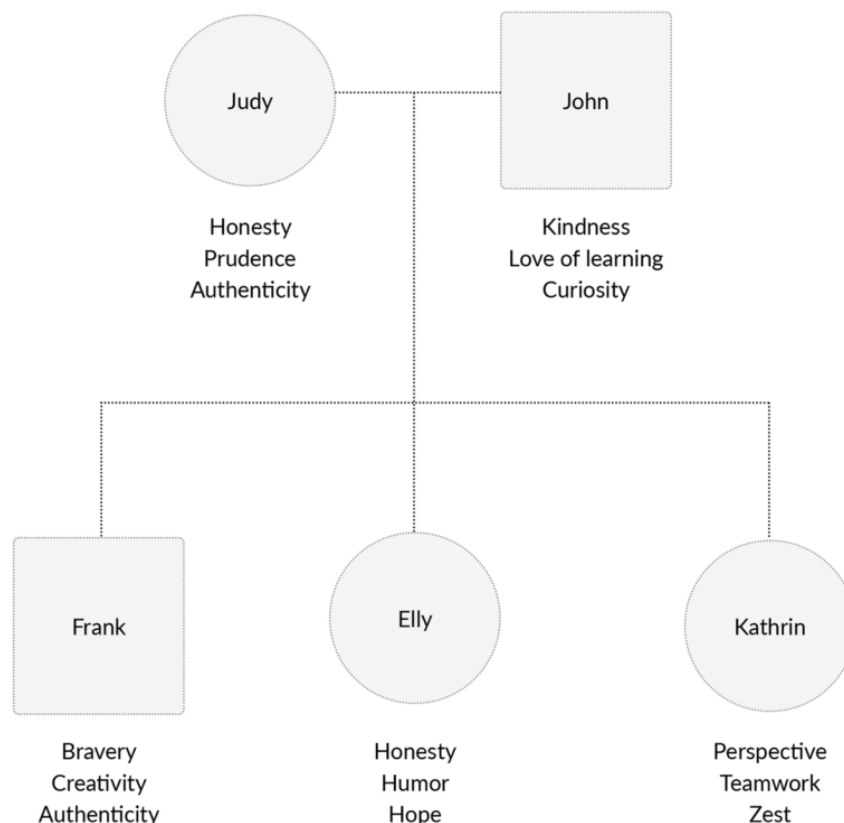 Judy
John
Honesty
Prudence
Authenticity
Kindness
Love of learning
Curiosity
Frank
Elly
Kathrin
Bravery
Creativity
Authenticity
Honesty
Humor
Hope
Perspective
Teamwork
Zest